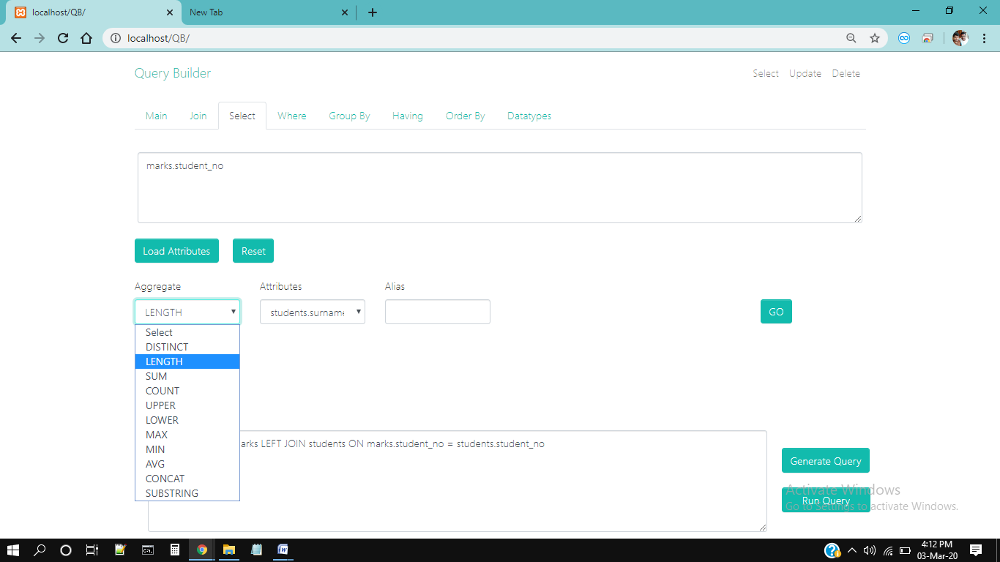 localhost/QB/
New Tab
localhost/QB/
Query Builder
Select Update Delete
Main Join Select Where Group By Having Order By Datatypes
marks.student_no
Load Attributes Reset
Aggregate Attributes Alias
LENGTH students.surname GO
Select
DISTINCT
LENGTH
SUM
COUNT
UPPER
LOWER
MAX
MIN
AVG
CONCAT
SUBSTRING
arks LEFT JOIN students ON marks.student_no = students.student_no
Generate Query
Run Query
Activate Windows
Go to Settings to activate Windows.
4:12 PM
03-Mar-20